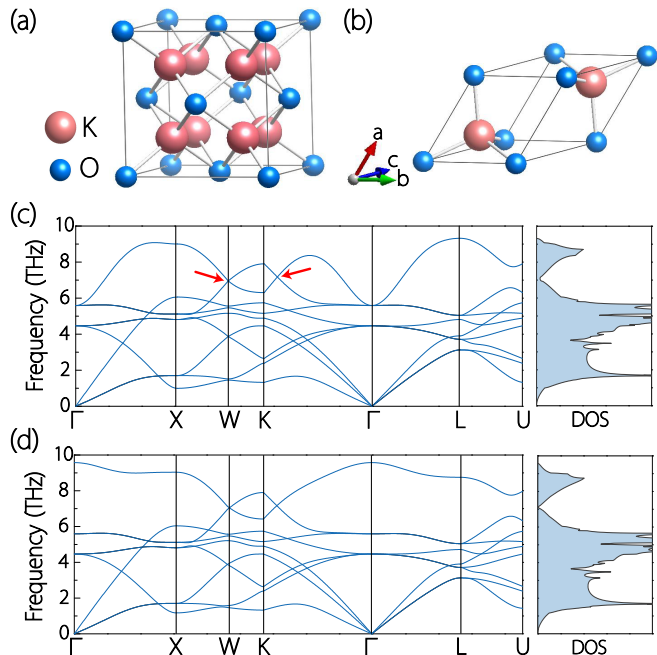 (a)
(b)
K
O
a
c
b
(c)
Frequency (THz)
10
8
6
4
2
0
Γ X W K Γ L U
DOS
(d)
Frequency (THz)
10
8
6
4
2
0
Γ X W K Γ L U
DOS